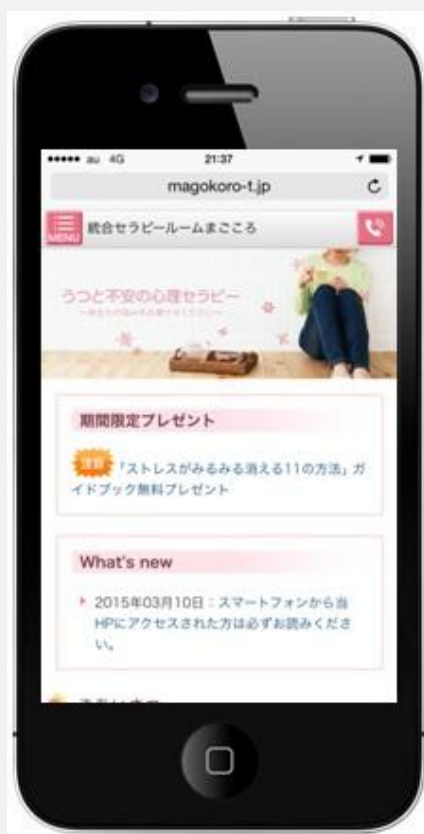 au 4G 21:37
magokoro-t.jp
MENU
統合セラピールームまごころ
うつと不安の心理セラピー
期間限定プレゼント
「ストレスがみるみる消える11の方法」ガ
イドブック無料プレゼント
What's new
2015年03月10日：スマートフォンから当
HPにアクセスされた方は必ずお読みくださ
い。